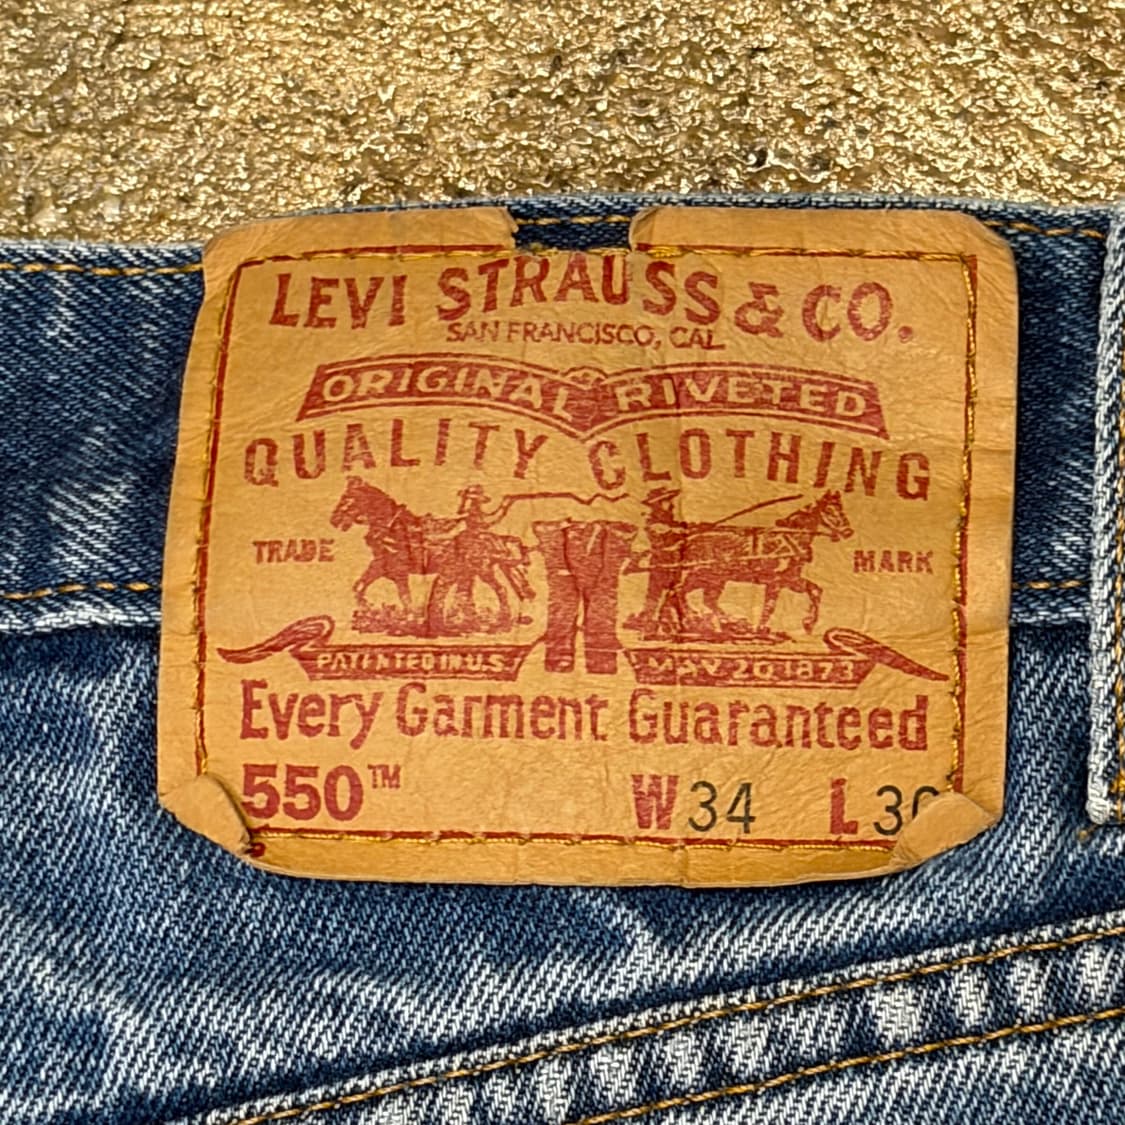 LEVI STRAUSS & CO.
SAN FRANCISCO, CAL
ORIGINAL RIVETED
QUALITY CLOTHING
TRADE MARK
PATENTED IN U.S. MAY 20 1873
Every Garment Guaranteed
550™ W34 L